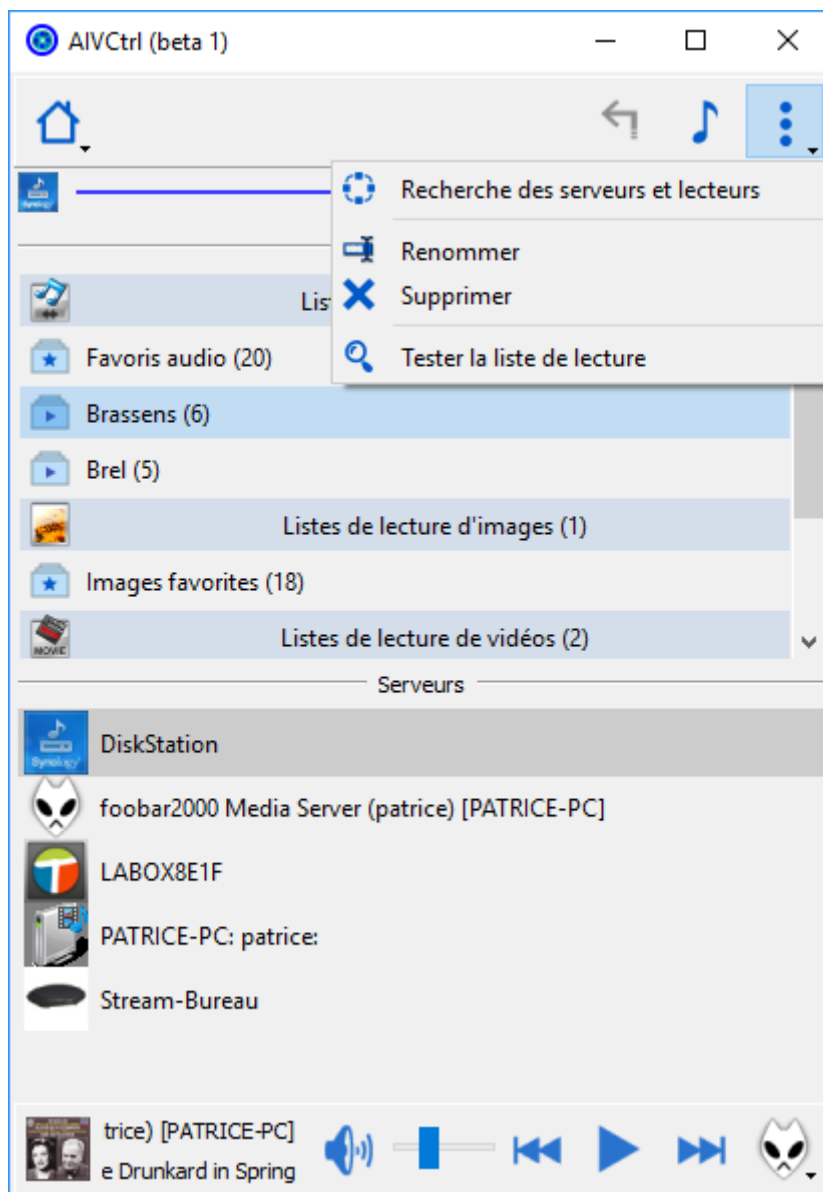 AIVCtrl (beta 1)
Recherche des serveurs et lecteurs
Renommer
Supprimer
Tester la liste de lecture
Favoris audio (20)
Brassens (6)
Brel (5)
Listes de lecture d'images (1)
Images favorites (18)
MOVIE
Listes de lecture de vidéos (2)
Serveurs
Synology
DiskStation
foobar2000 Media Server (patrice) [PATRICE-PC]
LABOX8E1F
PATRICE-PC: patrice:
Stream-Bureau
trice) [PATRICE-PC]
e Drunkard in Spring